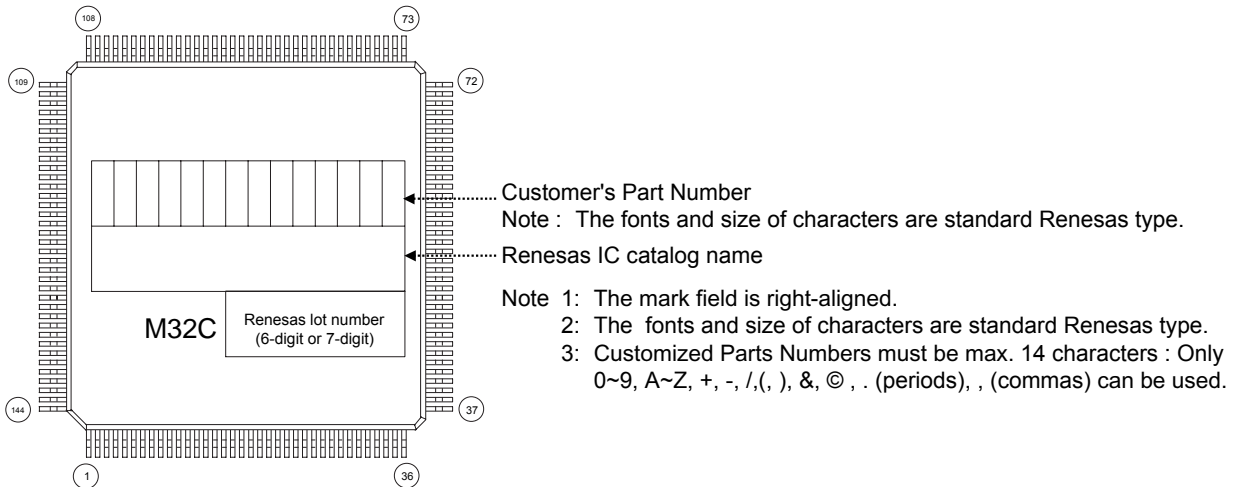 108
73
109
72
Customer's Part Number
Note : The fonts and size of characters are standard Renesas type.
Renesas IC catalog name
Note 1: The mark field is right-aligned.
2: The fonts and size of characters are standard Renesas type.
3: Customized Parts Numbers must be max. 14 characters : Only
0~9, A~Z, +, -, /,(, ), &, © , . (periods), , (commas) can be used.
M32C
Renesas lot number
(6-digit or 7-digit)
144
37
1
36